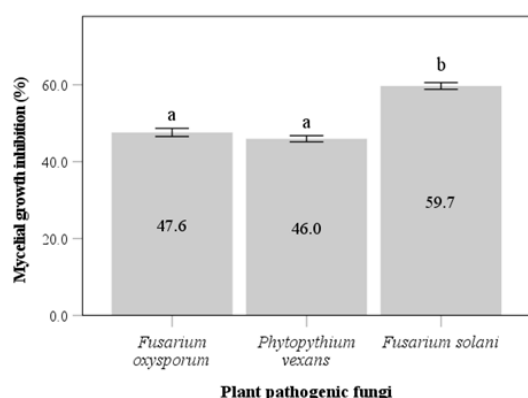 Mycelial growth inhibition (%)
60.0
40.0
20.0
0.0
a
a
b
47.6
46.0
59.7
Fusarium
oxysporum
Phytopythium
vexans
Fusarium solani
Plant pathogenic fungi